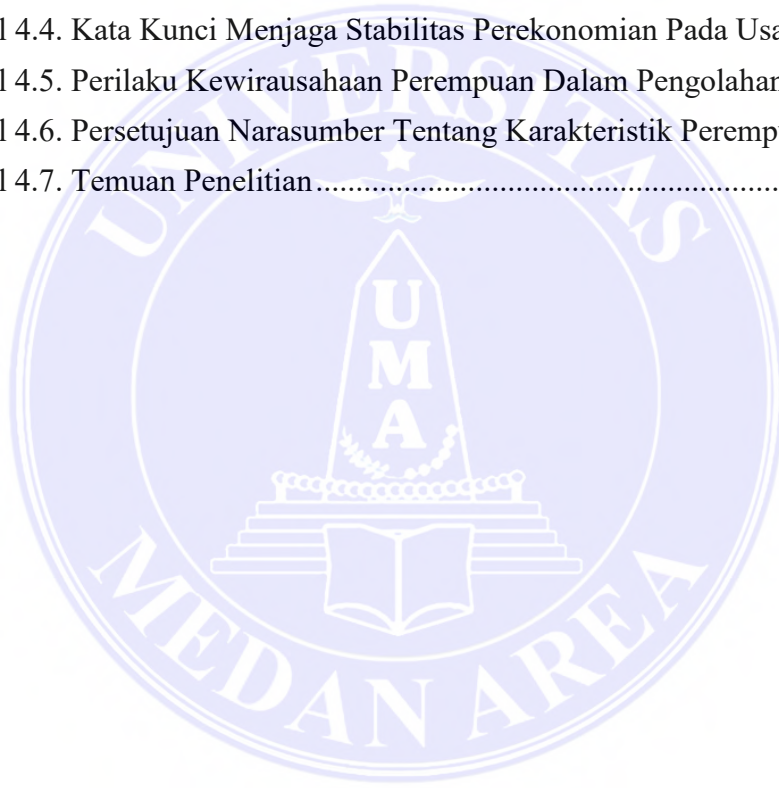 l 4.4. Kata Kunci Menjaga Stabilitas Perekonomian Pada Usa
l 4.5. Perilaku Kewirausahaan Perempuan Dalam Pengolahan
l 4.6. Persetujuan Narasumber Tentang Karakteristik Peremp
l 4.7. Temuan Penelitian..........................................................
UNIVERSITAS
U
M
A
MEDAN AREA